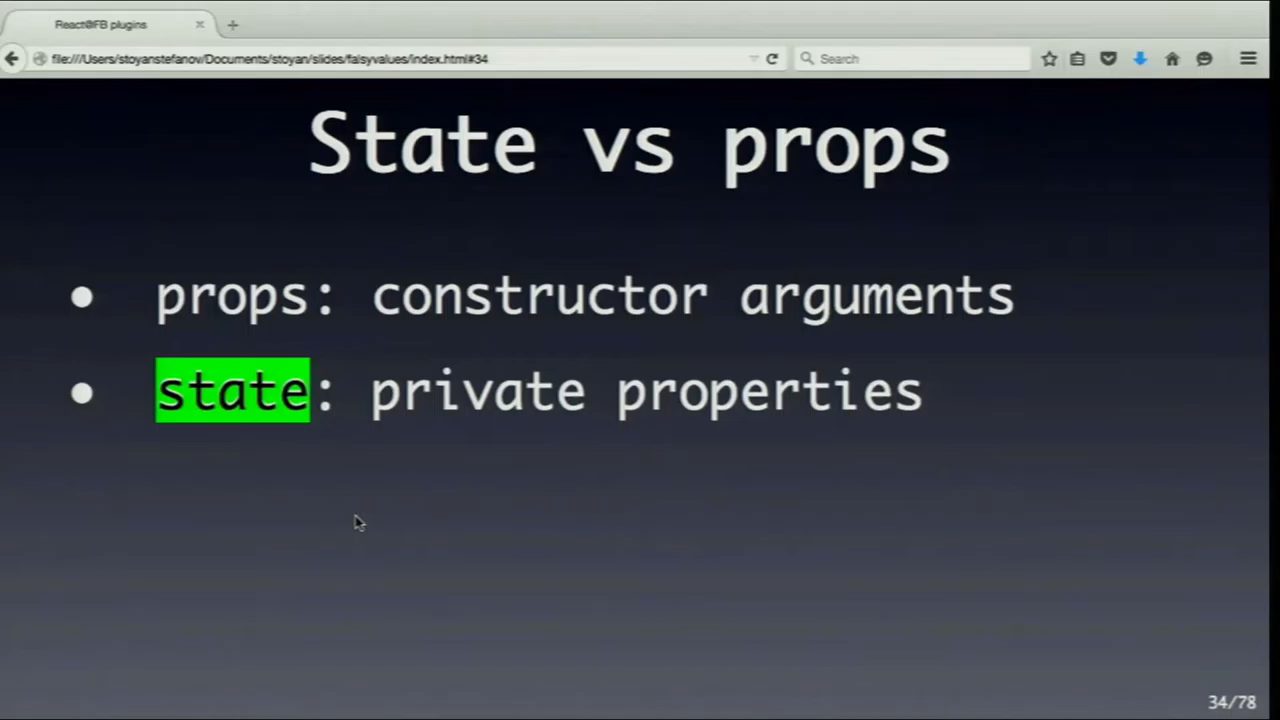 React@FB plugins
file:///Users/stoyanstefanov/Documents/stoyan/slides/falsyvalues/index.html#34
Search
State vs props
• props: constructor arguments
• state: private properties
34/78